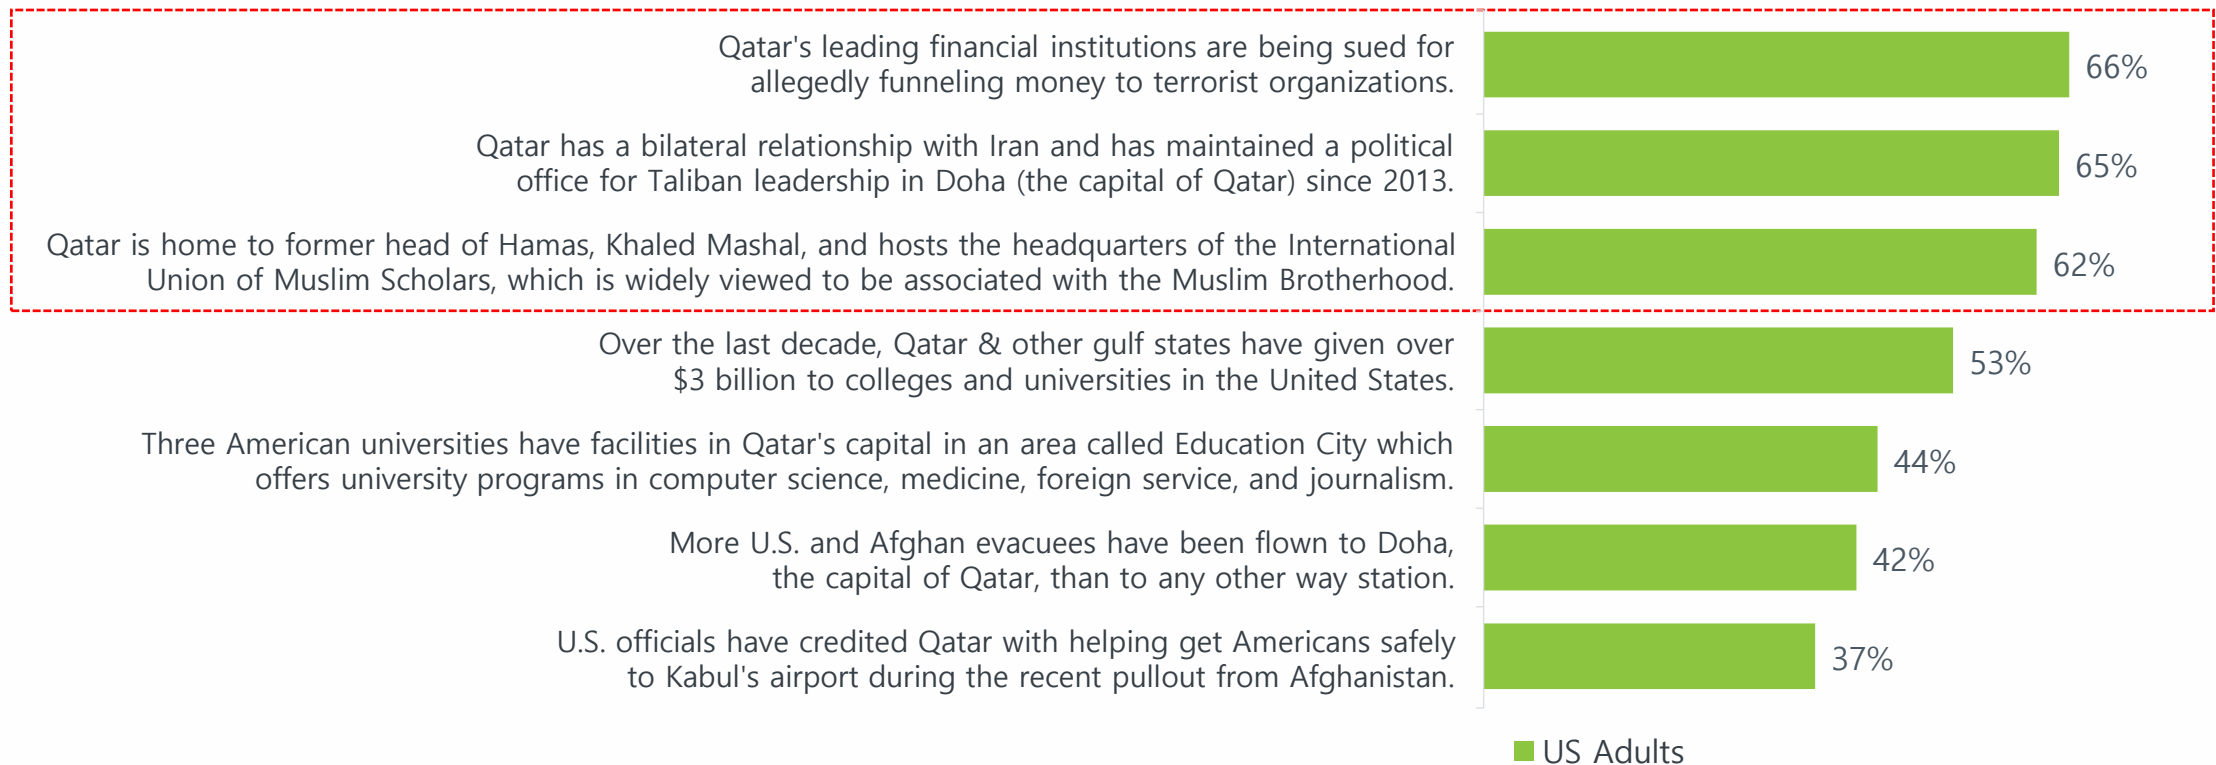 Qatar's leading financial institutions are being sued for
allegedly funneling money to terrorist organizations.
66%
Qatar has a bilateral relationship with Iran and has maintained a political
office for Taliban leadership in Doha (the capital of Qatar) since 2013.
65%
Qatar is home to former head of Hamas, Khaled Mashal, and hosts the headquarters of the International
Union of Muslim Scholars, which is widely viewed to be associated with the Muslim Brotherhood.
62%
Over the last decade, Qatar & other gulf states have given over
$3 billion to colleges and universities in the United States.
53%
Three American universities have facilities in Qatar's capital in an area called Education City which
offers university programs in computer science, medicine, foreign service, and journalism.
44%
More U.S. and Afghan evacuees have been flown to Doha,
the capital of Qatar, than to any other way station.
42%
U.S. officials have credited Qatar with helping get Americans safely
to Kabul's airport during the recent pullout from Afghanistan.
37%
US Adults